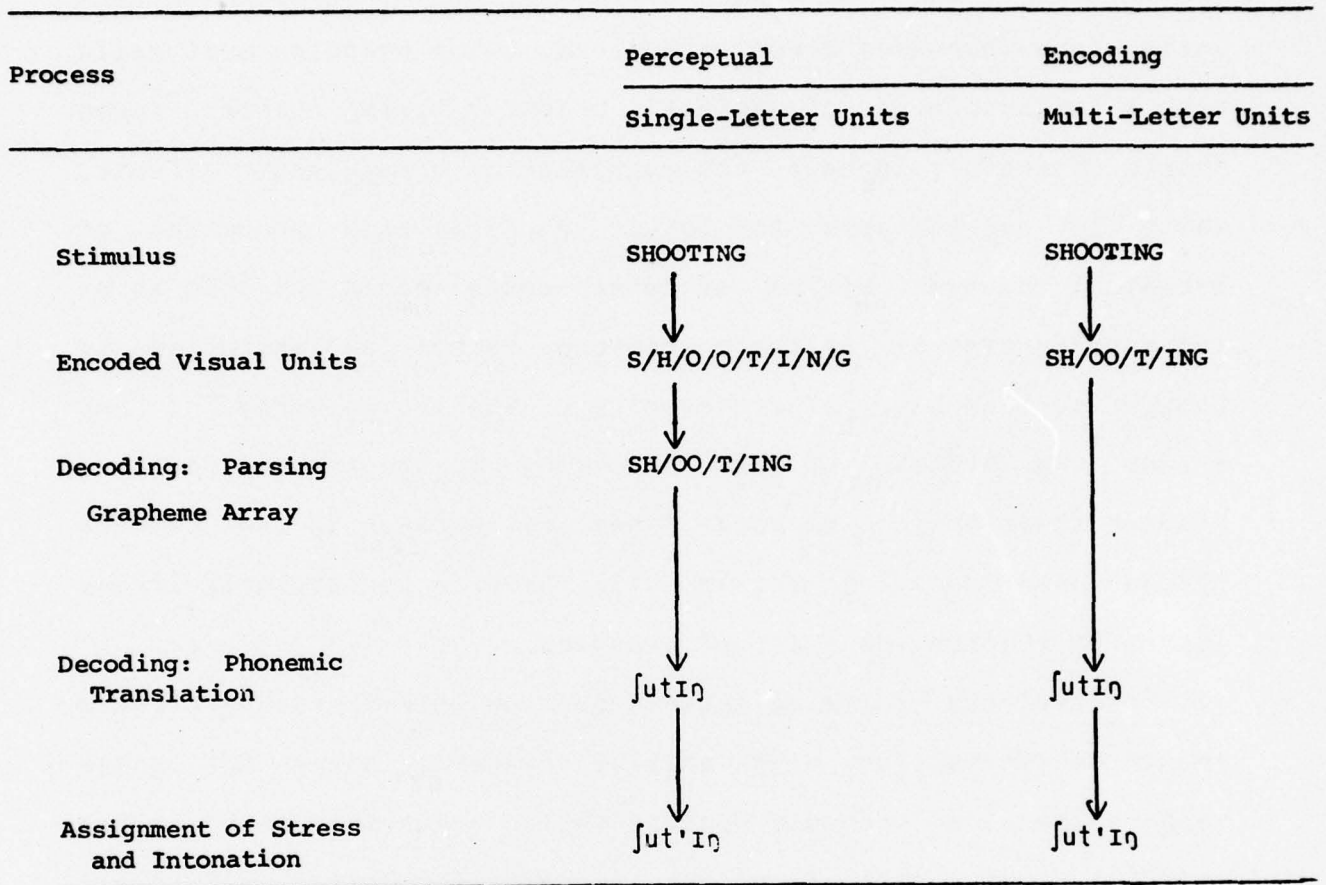 Process Perceptual Encoding
Single-Letter Units Multi-Letter Units
Stimulus SHOOTING SHOOTING
Encoded Visual Units S/H/O/O/T/I/N/G SH/OO/T/ING
Decoding: Parsing SH/OO/T/ING
Grapheme Array
Decoding: Phonemic
Translation ʃutIŋ ʃutIŋ
Assignment of Stress ʃut'Iŋ ʃut'Iŋ
and Intonation